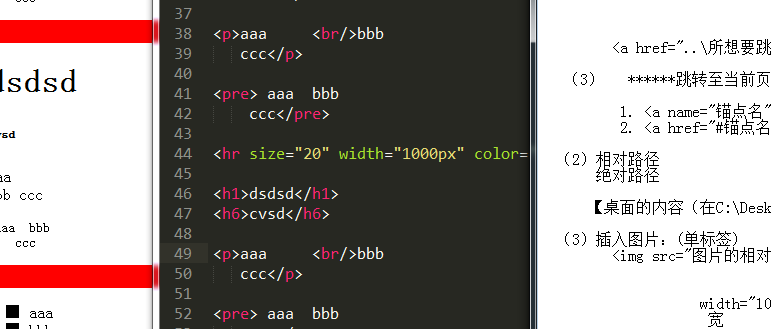 ccc
dsdsd
vsd
aa
bb ccc
aa bbb
ccc
■ aaa
■ bbb
37
38 <p>aaa <br/>bbb
39 ccc</p>
40
41 <pre> aaa bbb
42 ccc</pre>
43
44 <hr size="20" width="1000px" color=
45
46 <h1>dsdsd</h1>
47 <h6>cvsd</h6>
48
49 <p>aaa <br/>bbb
50 ccc</p>
51
52 <pre> aaa bbb
<a href="..\所想要跳
(3) ******跳转至当前页
1. <a name="锚点名"
2. <a href="#锚点名
(2) 相对路径
绝对路径
【桌面的内容（在C:\Desk
(3) 插入图片：(单标签)
<img src="图片的相对
width="10
宽